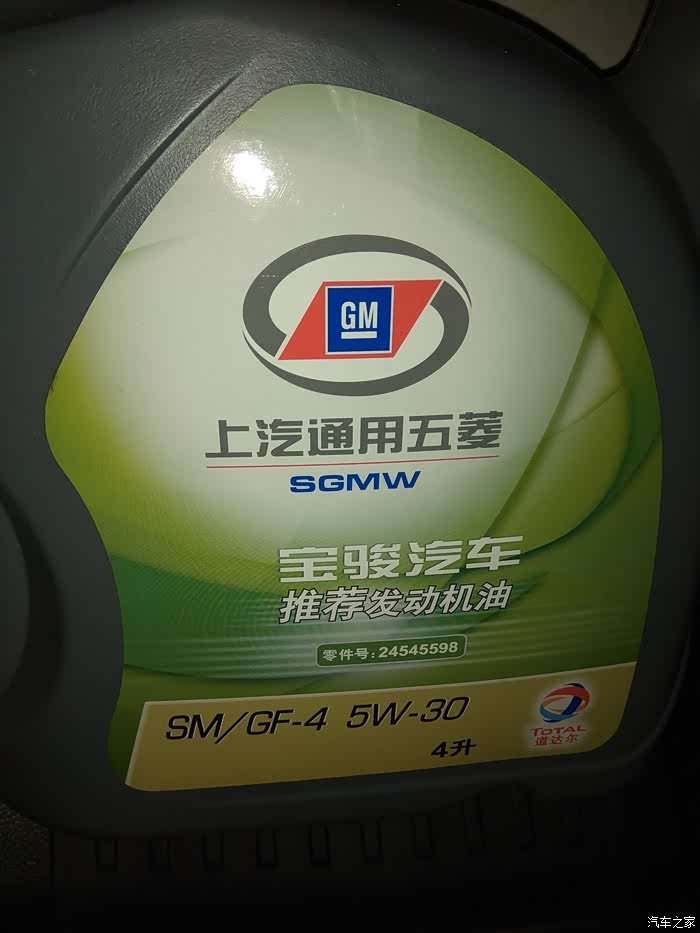 GM
上汽通用五菱
SGMW
宝骏汽车
推荐发动机油
零件号:24545598
SM/GF-4 5W-30
4升
TOTAL
道达尔
汽车之家